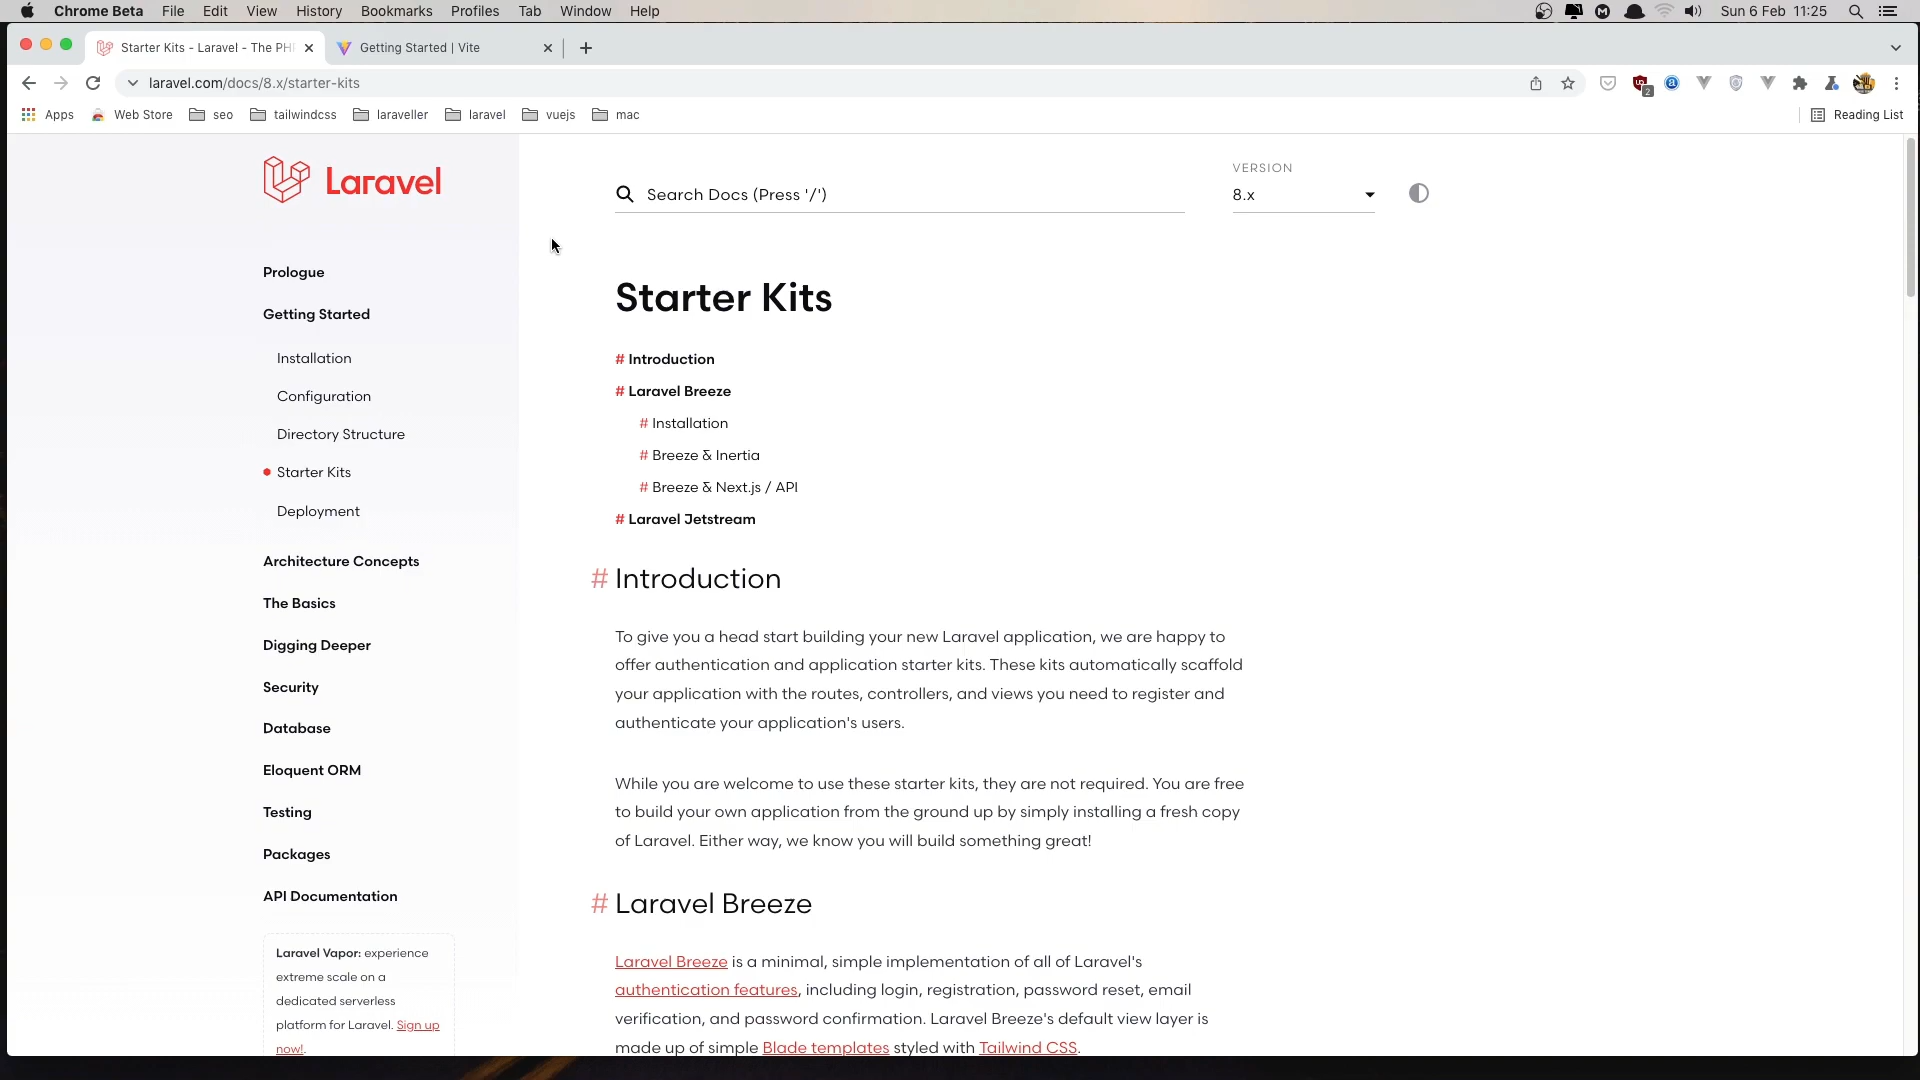 Chrome Beta File Edit View History Bookmarks Profiles Tab Window Help Sun 6 Feb 11:25
Starter Kits - Laravel - The PH Getting Started | Vite
laravel.com/docs/8.x/starter-kits 2
Apps Web Store seo tailwindcss laraveller laravel vuejs mac Reading List
Laravel
Prologue
Getting Started
Installation
Configuration
Directory Structure
Starter Kits
Deployment
Architecture Concepts
The Basics
Digging Deeper
Security
Database
Eloquent ORM
Testing
Packages
API Documentation
Laravel Vapor: experience
extreme scale on a
dedicated serverless
platform for Laravel. Sign up
now!.
Search Docs (Press '/')
VERSION
8.x
Starter Kits
# Introduction
# Laravel Breeze
# Installation
# Breeze & Inertia
# Breeze & Next.js / API
# Laravel Jetstream
# Introduction
To give you a head start building your new Laravel application, we are happy to
offer authentication and application starter kits. These kits automatically scaffold
your application with the routes, controllers, and views you need to register and
authenticate your application's users.
While you are welcome to use these starter kits, they are not required. You are free
to build your own application from the ground up by simply installing a fresh copy
of Laravel. Either way, we know you will build something great!
# Laravel Breeze
Laravel Breeze is a minimal, simple implementation of all of Laravel's
authentication features, including login, registration, password reset, email
verification, and password confirmation. Laravel Breeze's default view layer is
made up of simple Blade templates styled with Tailwind CSS.